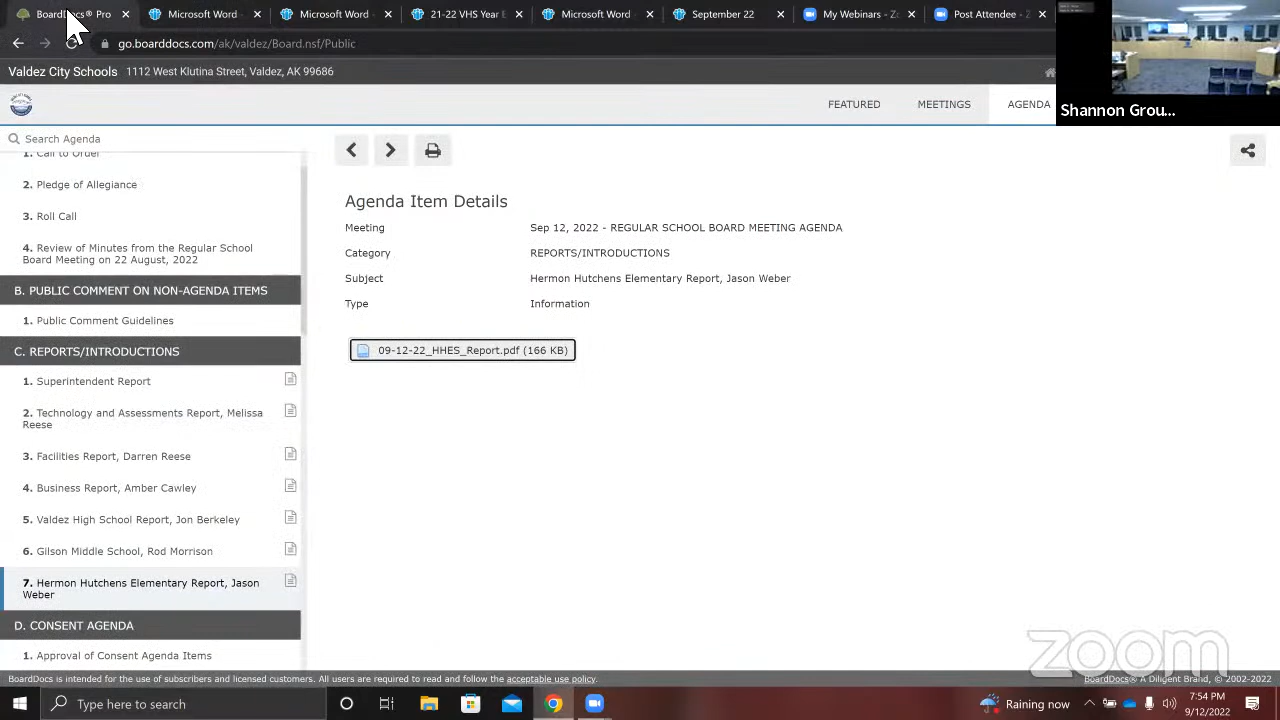 BoardDocs® Pro
Microsoft Word
Microsoft Word
21-22 VHS
Microsoft Wo
September 22
My Webinars - Z
Post Attendee - Z
go.boarddocs.com/ak/valdez/Board.nsf/Public
Valdez City Schools 1112 West Klutina Street, Valdez, AK 99686
FEATURED
MEETINGS
AGENDA
Shannon Grou...
Search Agenda
1. Call to Order
2. Pledge of Allegiance
3. Roll Call
4. Review of Minutes from the Regular School
Board Meeting on 22 August, 2022
B. PUBLIC COMMENT ON NON-AGENDA ITEMS
1. Public Comment Guidelines
C. REPORTS/INTRODUCTIONS
1. Superintendent Report
2. Technology and Assessments Report, Melissa
Reese
3. Facilities Report, Darren Reese
4. Business Report, Amber Cawley
5. Valdez High School Report, Jon Berkeley
6. Gilson Middle School, Rod Morrison
7. Hermon Hutchens Elementary Report, Jason
Weber
D. CONSENT AGENDA
1. Approval of Consent Agenda Items
Agenda Item Details
Meeting Sep 12, 2022 - REGULAR SCHOOL BOARD MEETING AGENDA
Category REPORTS/INTRODUCTIONS
Subject Hermon Hutchens Elementary Report, Jason Weber
Type Information
09-12-22_HHES_Report.pdf (166 KB)
zoom
BoardDocs is intended for the use of subscribers and licensed customers. All users are required to read and follow the acceptable use policy.
BoardDocs® A Diligent Brand, © 2002-2022
Type here to search
Raining now
7:54 PM
9/12/2022